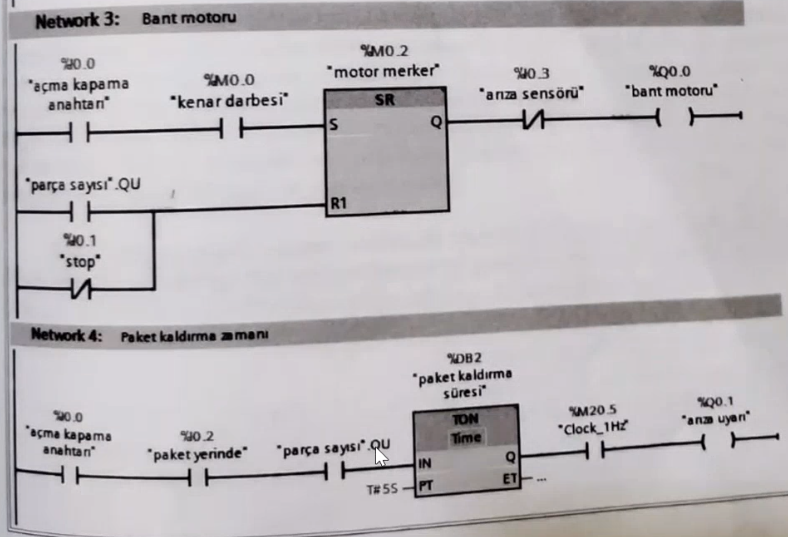 Network 3: Bant motoru
%M0.2
%I0.0
"motor merker"
%I0.3
%Q0.0
"açma kapama
%M0.0
anahtarı"
"kenar darbesi"
SR
"arıza sensörü"
"bant motoru"
S
Q
"parça sayısı".QU
R1
%I0.1
"stop"
Network 4: Paket kaldırma zamanı
%DB2
"paket kaldırma
süresi"
%I0.0
%M20.5
%Q0.1
"açma kapama
%I0.2
TON
"Clock_1Hz"
"arıza uyarı"
anahtarı"
"paket yerinde"
"parça sayısı".QU
Time
IN
Q
T#5S
PT
ET
...